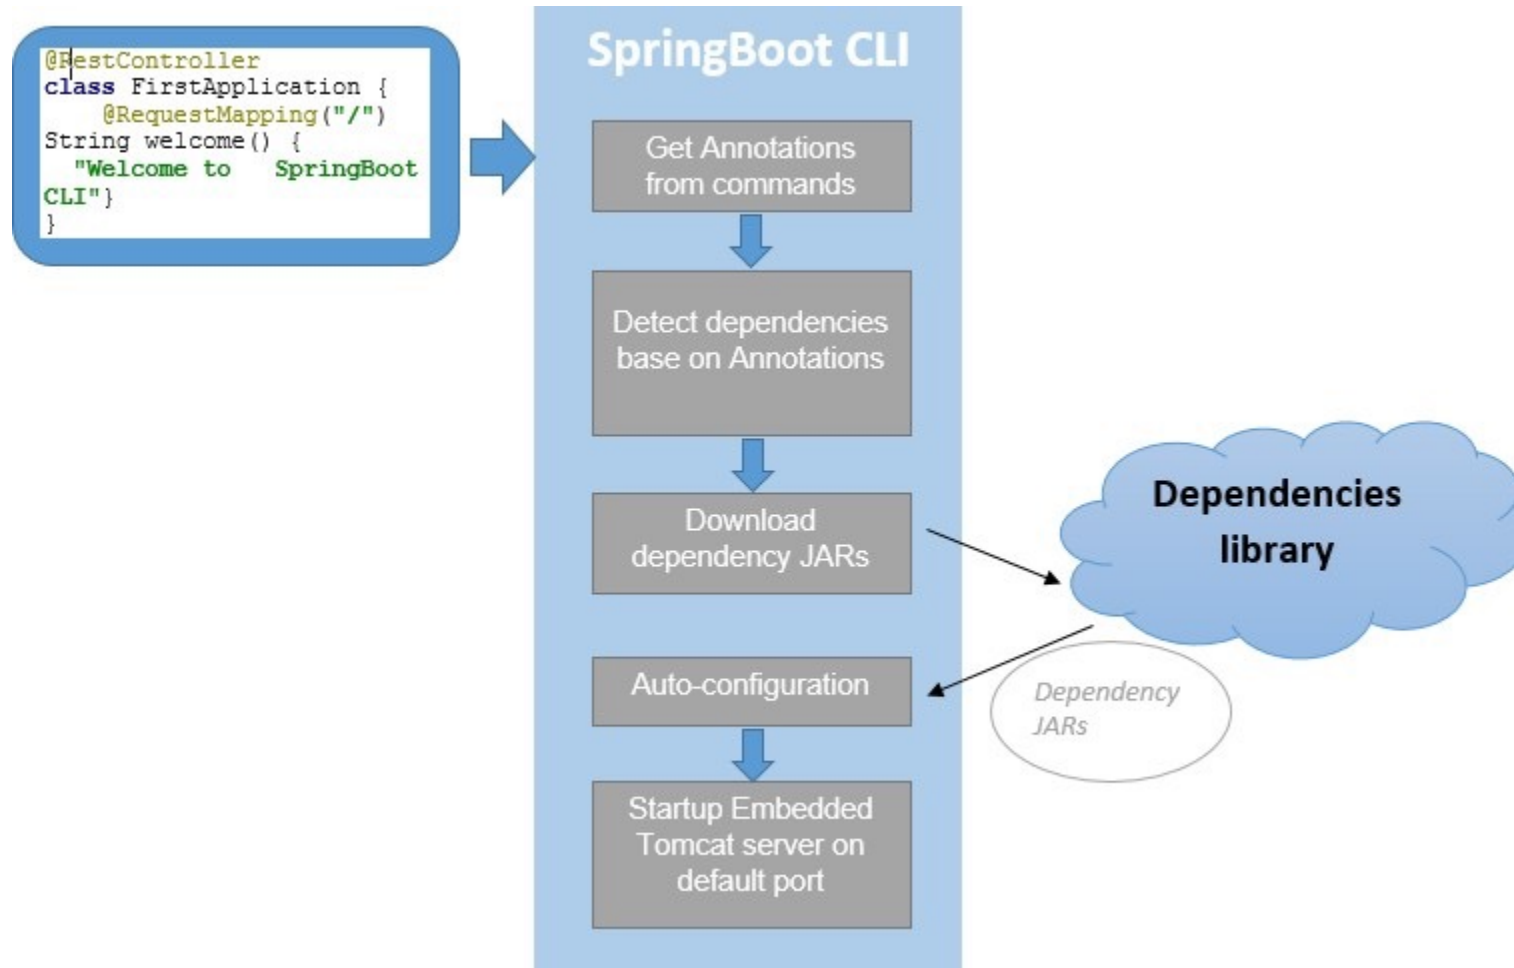 @RestController
class FirstApplication {
@RequestMapping("/")
String welcome() {
"Welcome to SpringBoot
CLI"}
}
SpringBoot CLI
Get Annotations
from commands
Detect dependencies
base on Annotations
Download
dependency JARs
Dependencies
library
Dependency
JARs
Auto-configuration
Startup Embedded
Tomcat server on
default port